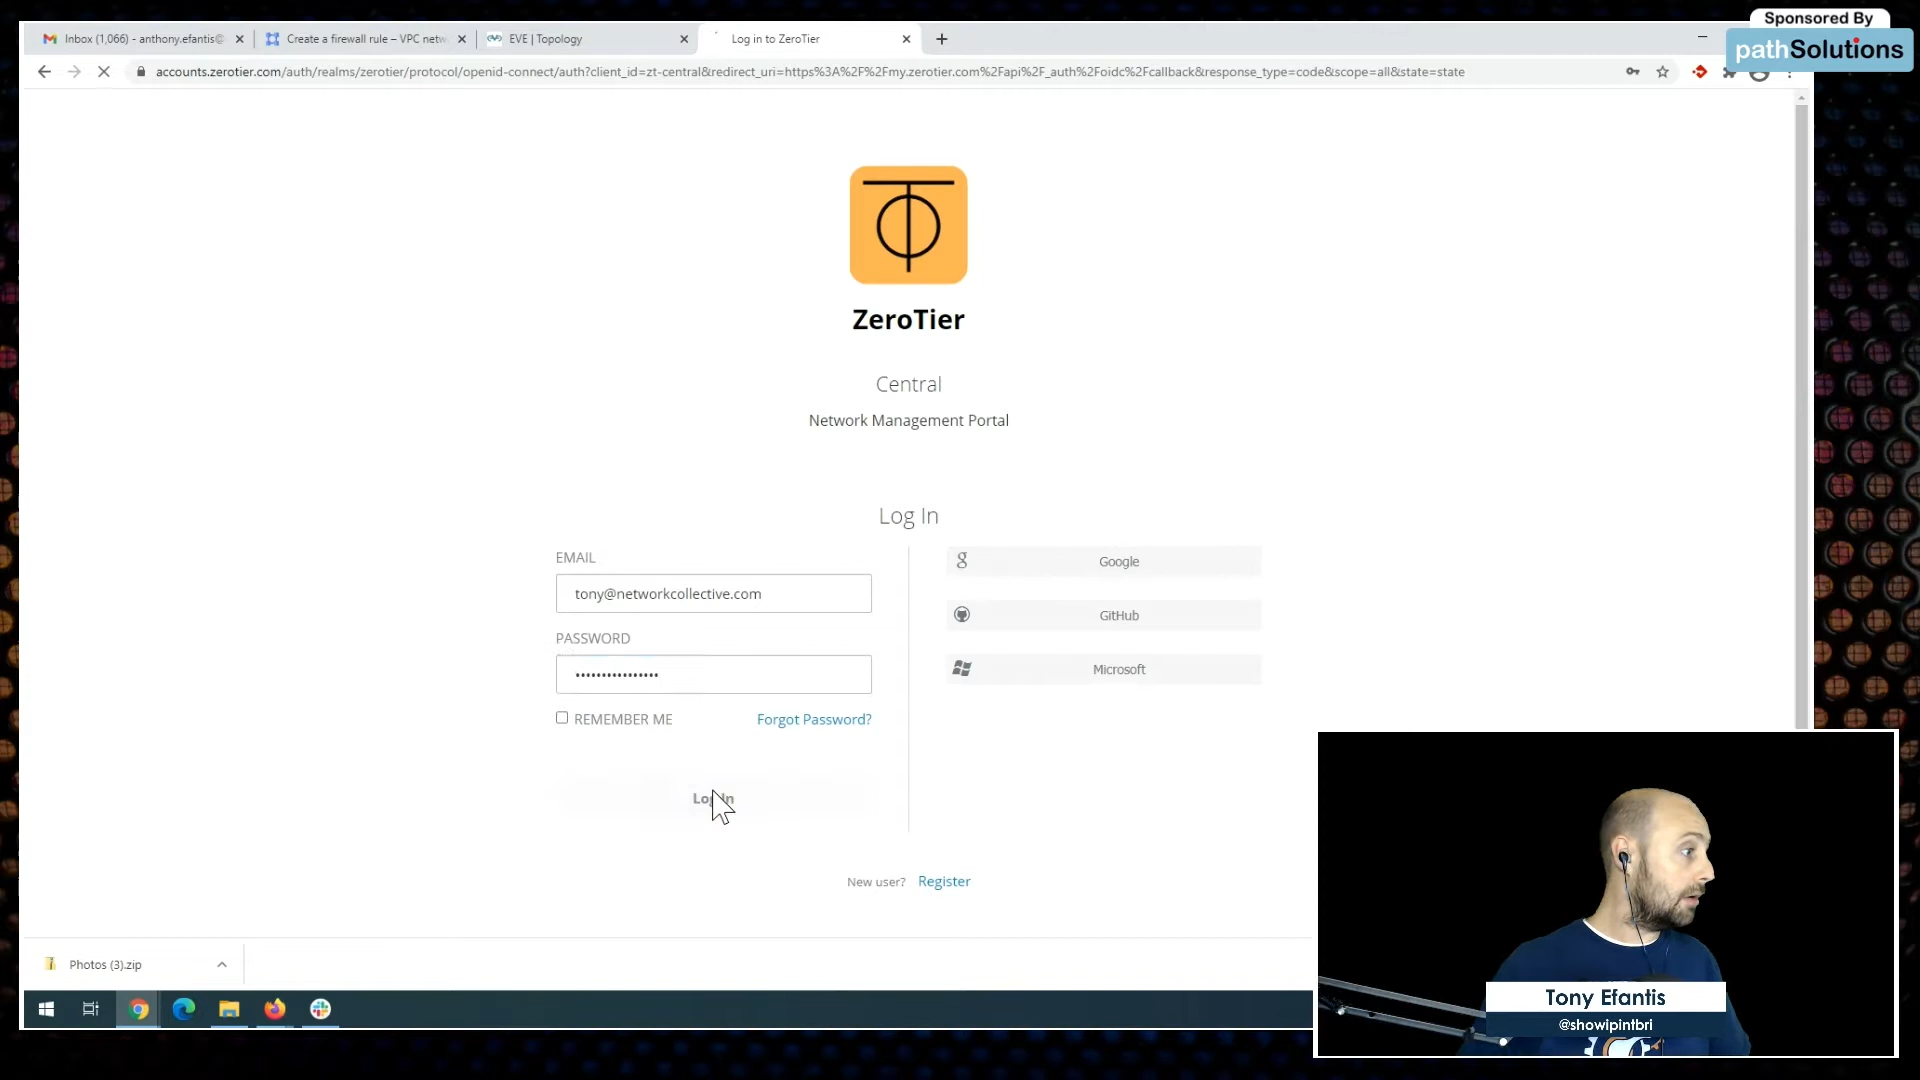 Sponsored By
pathSolutions
Inbox (1,066) - anthony.efantis@
Create a firewall rule – VPC netw
EVE | Topology
Log in to ZeroTier
accounts.zerotier.com/auth/realms/zerotier/protocol/openid-connect/auth?client_id=zt-central&redirect_uri=https%3A%2F%2Fmy.zerotier.com%2Fapi%2F_auth%2Foidc%2Fcallback&response_type=code&scope=all&state=state
ZeroTier
Central
Network Management Portal
Log In
EMAIL
tony@networkcollective.com
PASSWORD
••••••••••••••••
REMEMBER ME
Forgot Password?
Log In
Google
GitHub
Microsoft
New user? Register
Photos (3).zip
Tony Efantis
@showipintbri